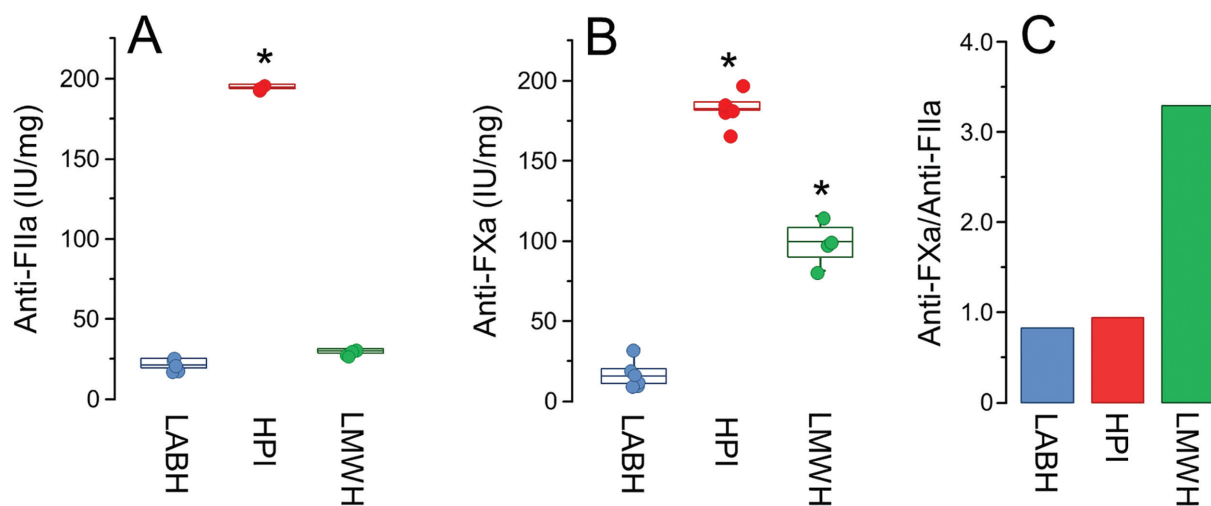 A
Anti-FIIa (IU/mg)
200
150
100
50
0
*
LABH
HPI
LMWH
B
Anti-FXa (IU/mg)
200
150
100
50
0
*
*
LABH
HPI
LMWH
C
Anti-FXa/Anti-FIIa
4.0
3.0
2.0
1.0
0
LABH
HPI
LMWH